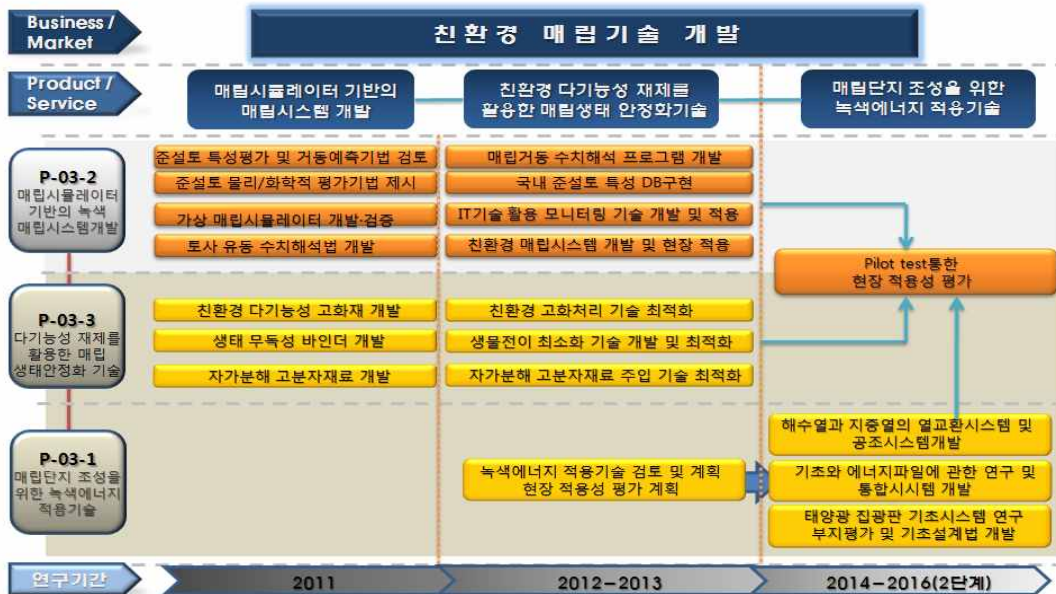 Business /
Market
친환경 매립기술 개발
Product /
Service
매립시뮬레이터 기반의
매립시스템 개발
친환경 다기능성 재제를
활용한 매립생태 안정화기술
매립단지 조성을 위한
녹색에너지 적용기술
P-03-2
매립시뮬레이터
기반의 녹색
매립시스템개발
준설토 특성평가 및 거동예측기법 검토
준설토 물리/화학적 평가기법 제시
가상 매립시뮬레이터 개발·검증
토사 유동 수치해석법 개발
매립거동 수치해석 프로그램 개발
국내 준설토 특성 DB구현
IT기술 활용 모니터링 기술 개발 및 적용
친환경 매립시스템 개발 및 현장 적용
Pilot test통한
현장 적용성 평가
P-03-3
다기능성 재제를
활용한 매립
생태안정화 기술
친환경 다기능성 고화재 개발
생태 무독성 바인더 개발
자가분해 고분자재료 개발
친환경 고화처리 기술 최적화
생물전이 최소화 기술 개발 및 최적화
자가분해 고분자재료 주입 기술 최적화
P-03-1
매립단지 조성을
위한 녹색에너지
적용기술
녹색에너지 적용기술 검토 및 계획
현장 적용성 평가 계획
해수열과 지중열의 열교환시스템 및
공조시스템개발
기초와 에너지파일에 관한 연구 및
통합시시템 개발
태양광 집광판 기초시스템 연구
부지평가 및 기초설계법 개발
연구기간
2011
2012-2013
2014-2016(2단계)